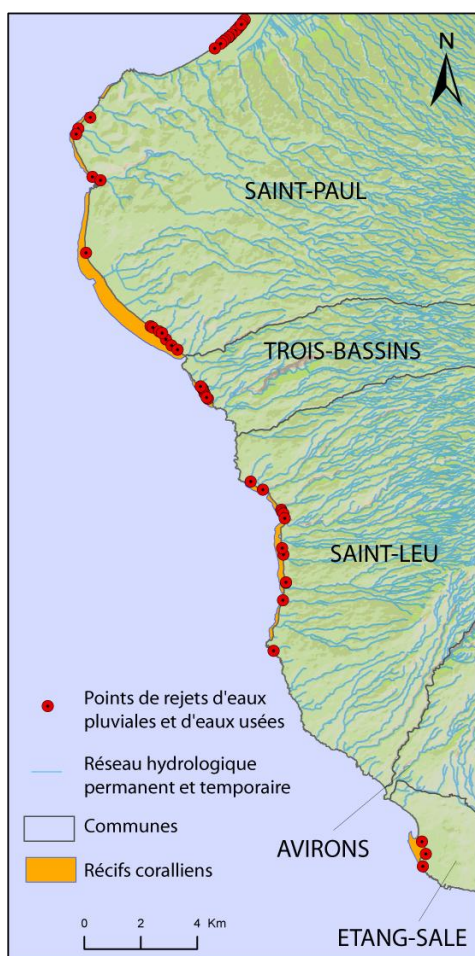 N
SAINT-PAUL
TROIS-BASSINS
SAINT-LEU
Points de rejets d'eaux
pluviales et d'eaux usées
Réseau hydrologique
permanent et temporaire
Communes
AVIRONS
Récifs coralliens
0 2 4 Km
ETANG-SALE